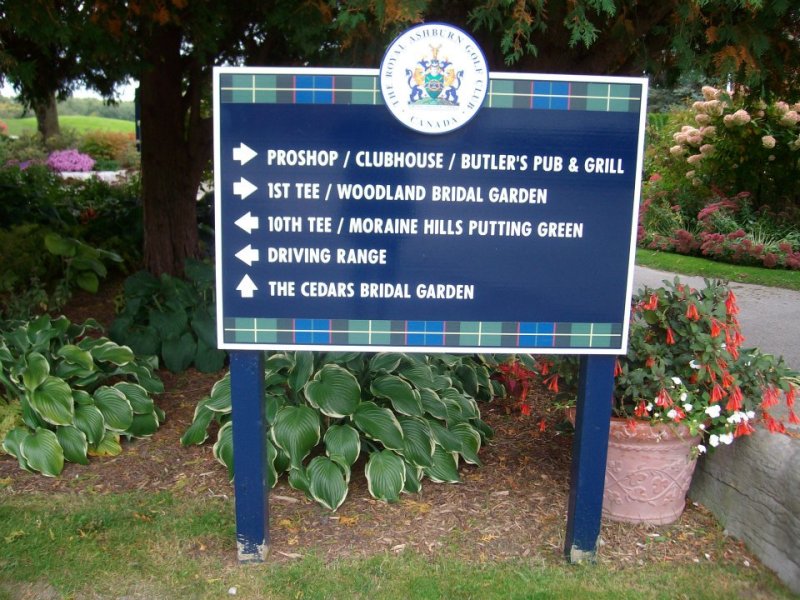 THE ROYAL ASHBURN GOLF CLUB
CANADA
PROSHOP / CLUBHOUSE / BUTLER'S PUB & GRILL
1ST TEE / WOODLAND BRIDAL GARDEN
10TH TEE / MORAINE HILLS PUTTING GREEN
DRIVING RANGE
THE CEDARS BRIDAL GARDEN